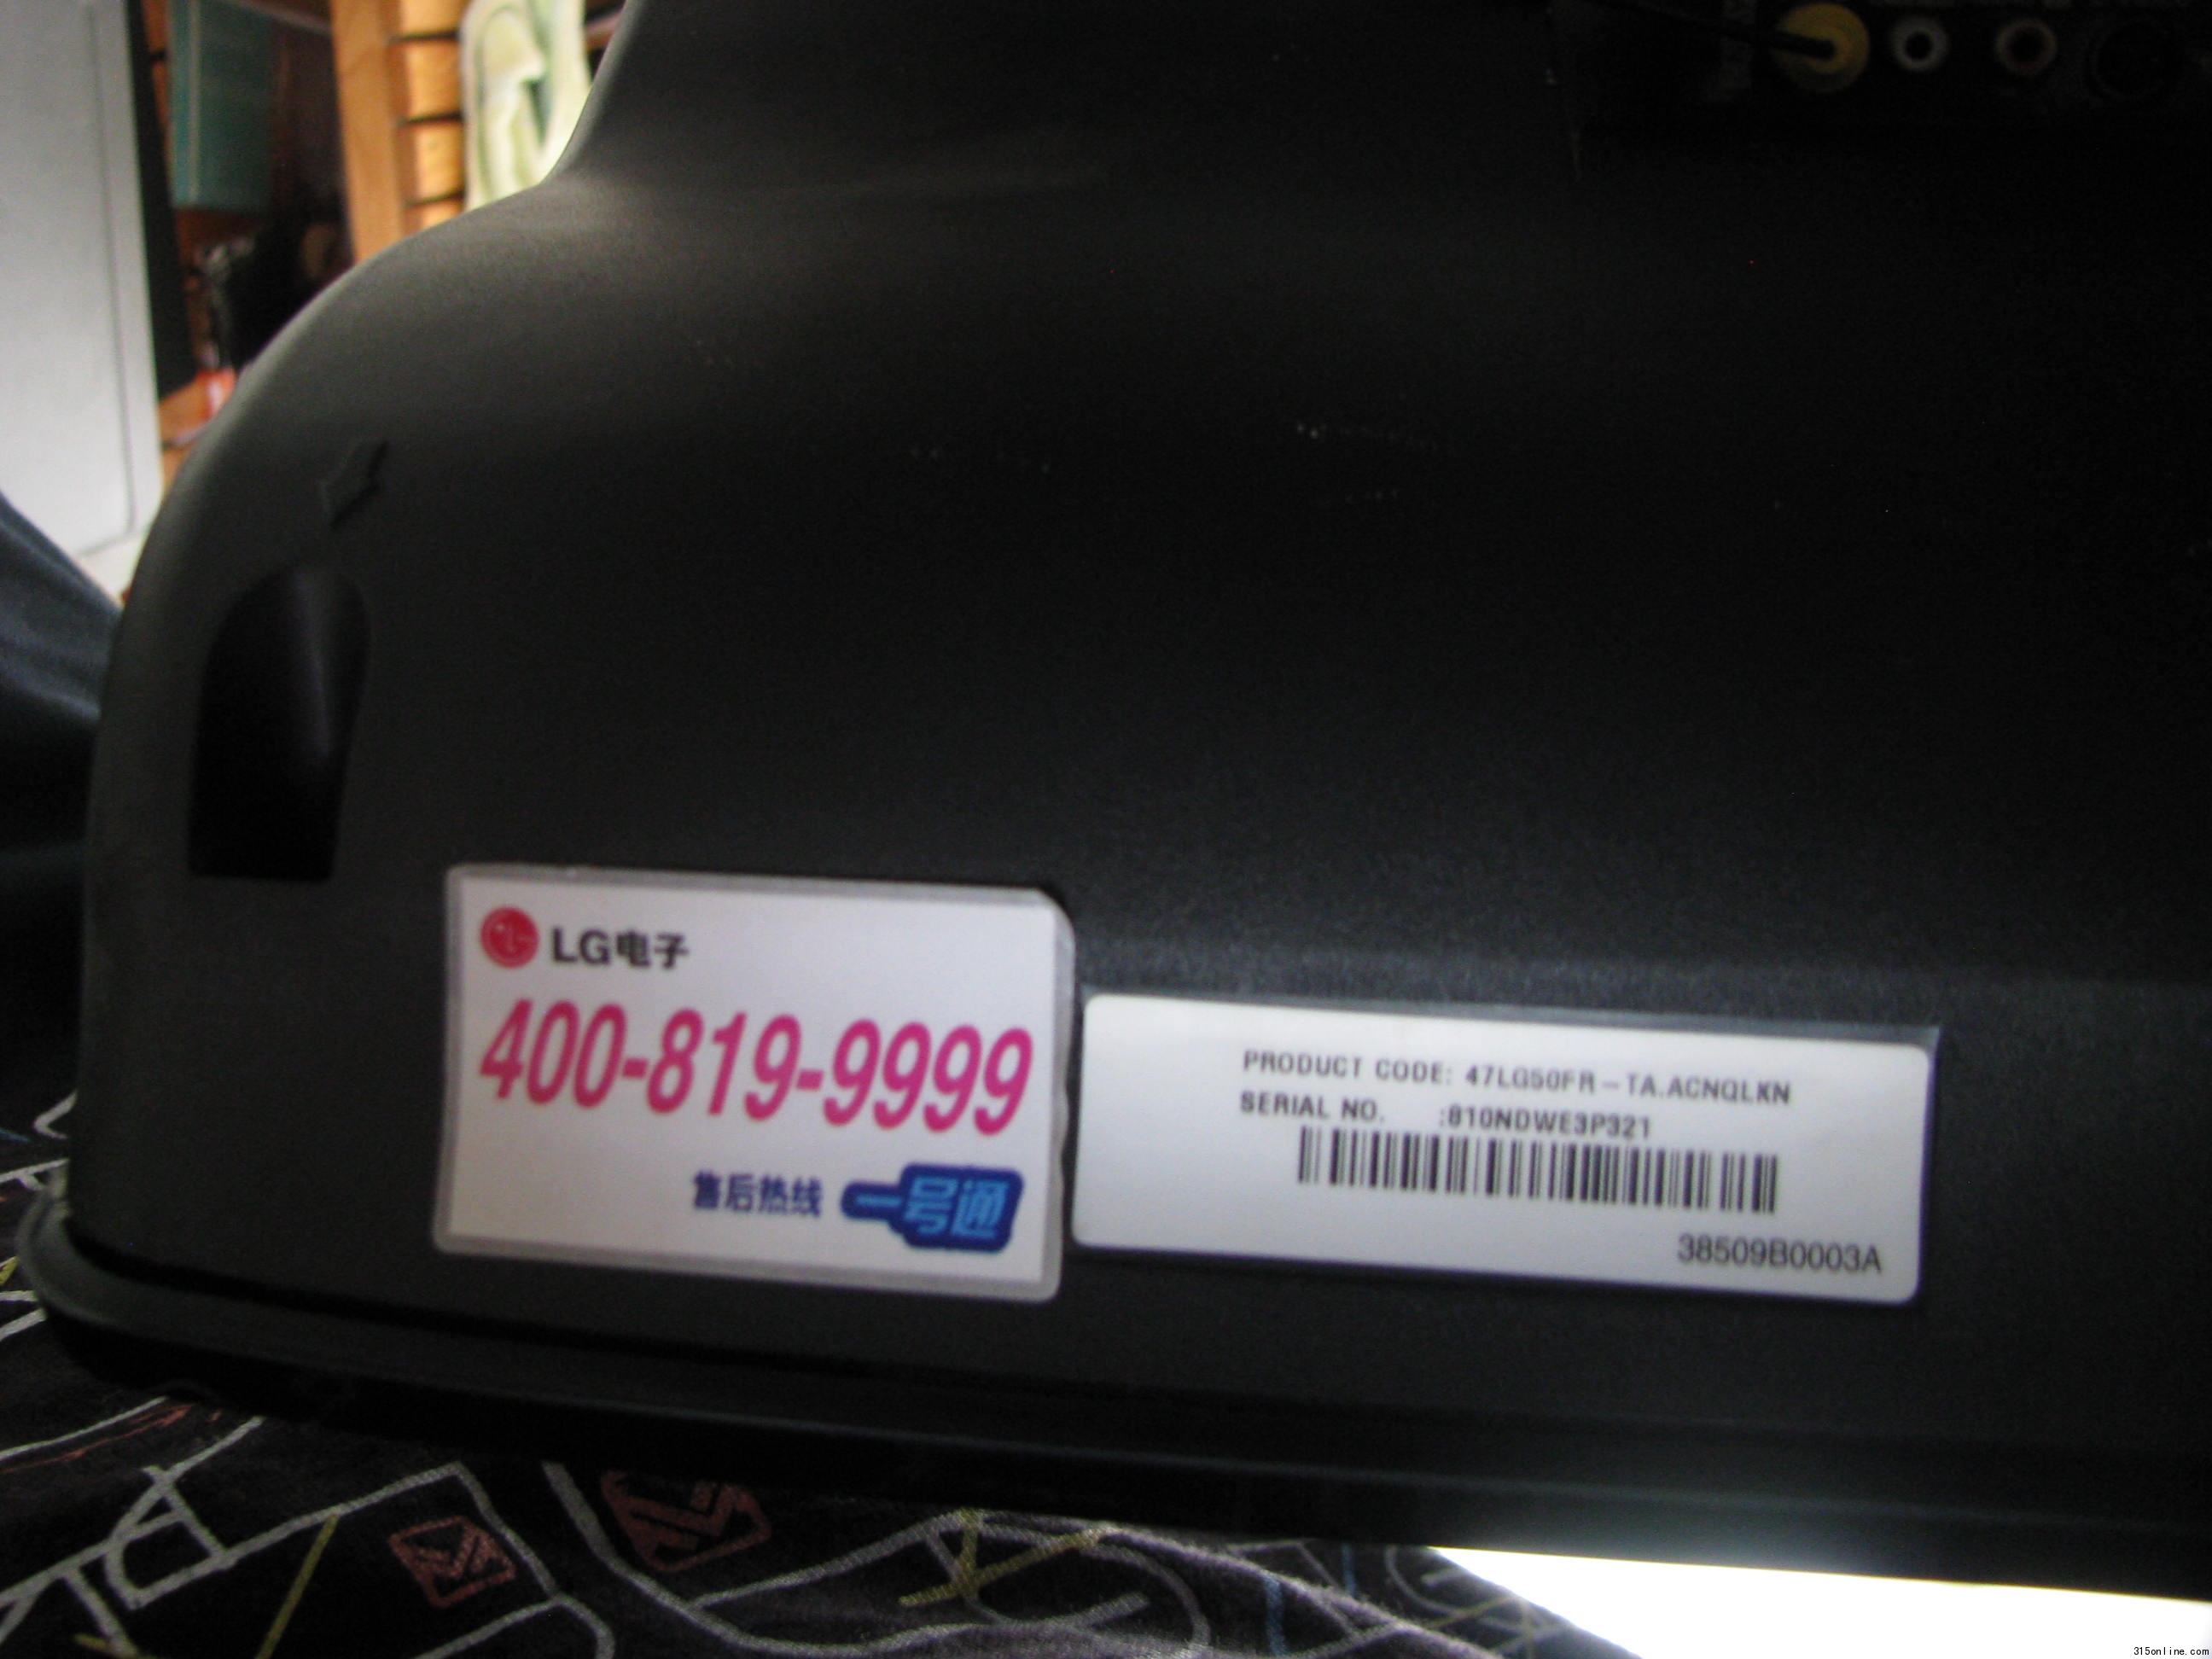 LG电子
400-819-9999
售后热线 一号通
PRODUCT CODE: 47LG50FR-TA.ACNQLKN
SERIAL NO. :810NDWE3P321
38509B0003A
315online.com